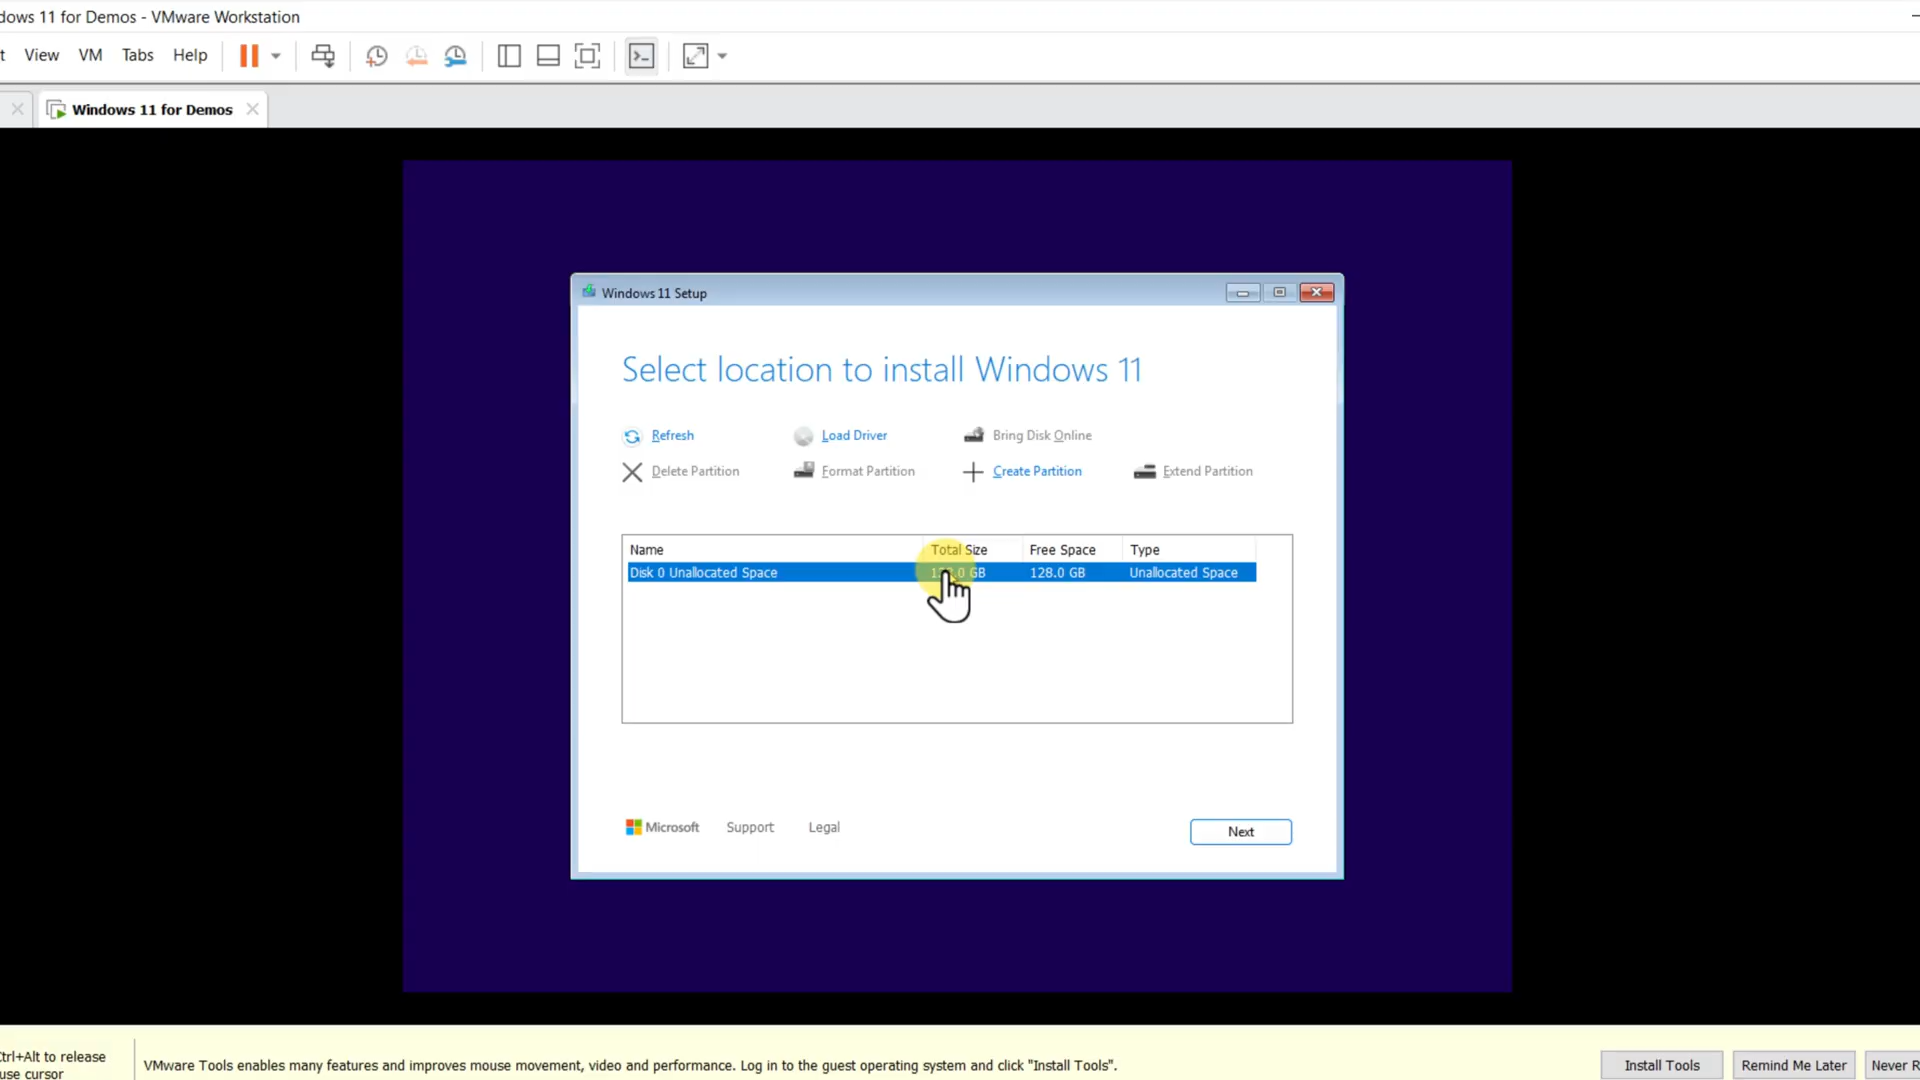 dows 11 for Demos - VMware Workstation
t View VM Tabs Help
Windows 11 for Demos
Windows 11 Setup
Select location to install Windows 11
Refresh Load Driver Bring Disk Online
Delete Partition Format Partition Create Partition Extend Partition
Name Total Size Free Space Type
Disk 0 Unallocated Space GB 128.0 GB Unallocated Space
Microsoft Support Legal
Next
Ctrl+Alt to release
use cursor
VMware Tools enables many features and improves mouse movement, video and performance. Log in to the guest operating system and click "Install Tools".
Install Tools Remind Me Later Never R